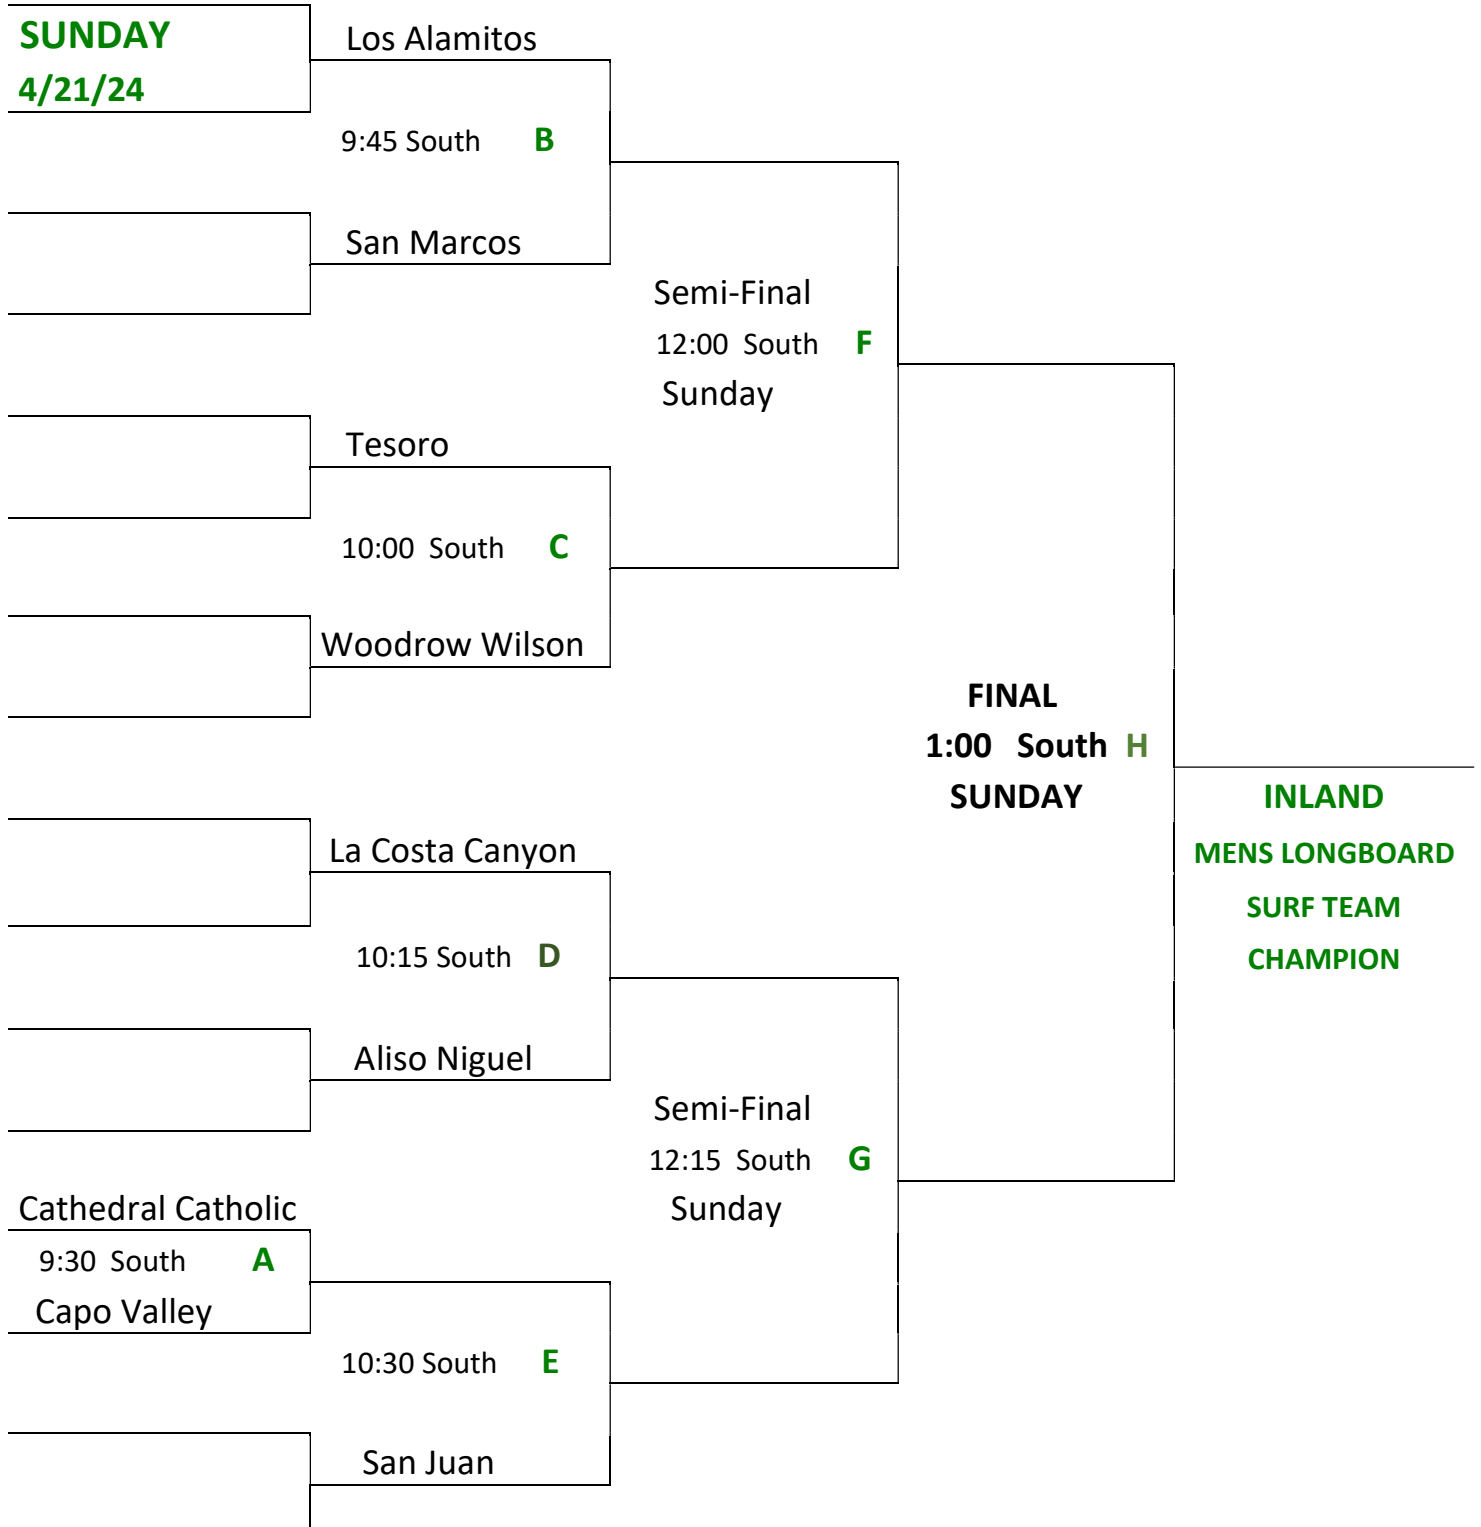 SUNDAY
4/21/24
Los Alamitos
9:45 South B
San Marcos
Semi-Final
12:00 South F
Sunday
Tesoro
10:00 South C
Woodrow Wilson
FINAL
1:00 South H
SUNDAY
INLAND
MENS LONGBOARD
SURF TEAM
CHAMPION
La Costa Canyon
10:15 South D
Aliso Niguel
Semi-Final
12:15 South G
Sunday
Cathedral Catholic
9:30 South A
Capo Valley
10:30 South E
San Juan